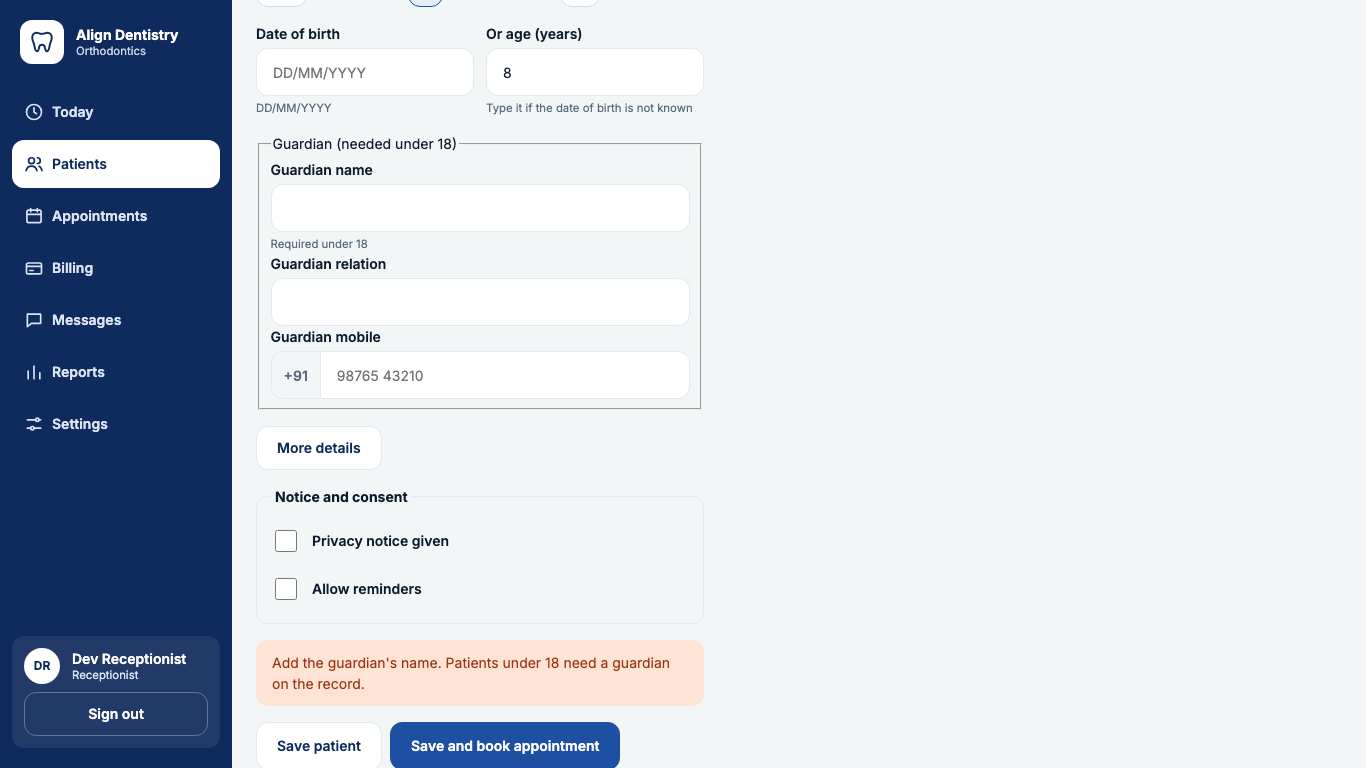 Align Dentistry
Orthodontics
Today
Patients
Appointments
Billing
Messages
Reports
Settings
DR
Dev Receptionist
Receptionist
Sign out
Date of birth
Or age (years)
DD/MM/YYYY
8
DD/MM/YYYY
Type it if the date of birth is not known
Guardian (needed under 18)
Guardian name
Required under 18
Guardian relation
Guardian mobile
+91 98765 43210
More details
Notice and consent
Privacy notice given
Allow reminders
Add the guardian's name. Patients under 18 need a guardian
on the record.
Save patient
Save and book appointment